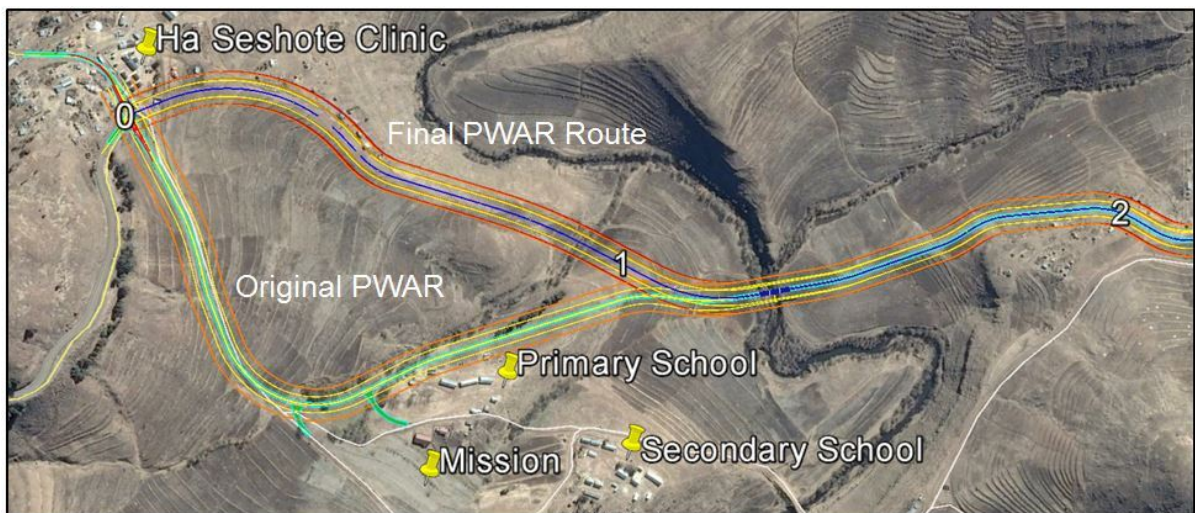 Ha Seshote Clinic
0
Final PWAR Route
2
1
Original PWAR
Primary School
Secondary School
Mission